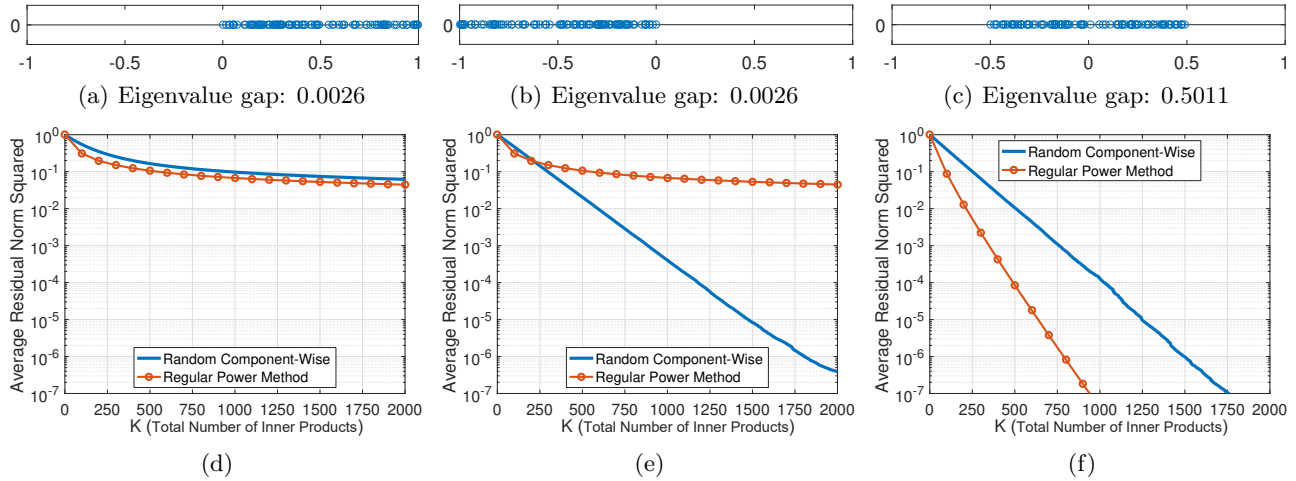 0 0 0
-1 -0.5 0 0.5 1 -1 -0.5 0 0.5 1 -1 -0.5 0 0.5 1
(a) Eigenvalue gap: 0.0026 (b) Eigenvalue gap: 0.0026 (c) Eigenvalue gap: 0.5011
Average Residual Norm Squared
10^0
10^-1
10^-2
10^-3
10^-4
10^-5
10^-6
10^-7
Random Component-Wise
Regular Power Method
0 250 500 750 1000 1250 1500 1750 2000
K (Total Number of Inner Products)
(d)
Average Residual Norm Squared
10^0
10^-1
10^-2
10^-3
10^-4
10^-5
10^-6
10^-7
Random Component-Wise
Regular Power Method
0 250 500 750 1000 1250 1500 1750 2000
K (Total Number of Inner Products)
(e)
Average Residual Norm Squared
10^0
10^-1
10^-2
10^-3
10^-4
10^-5
10^-6
10^-7
Random Component-Wise
Regular Power Method
0 250 500 750 1000 1250 1500 1750 2000
K (Total Number of Inner Products)
(f)